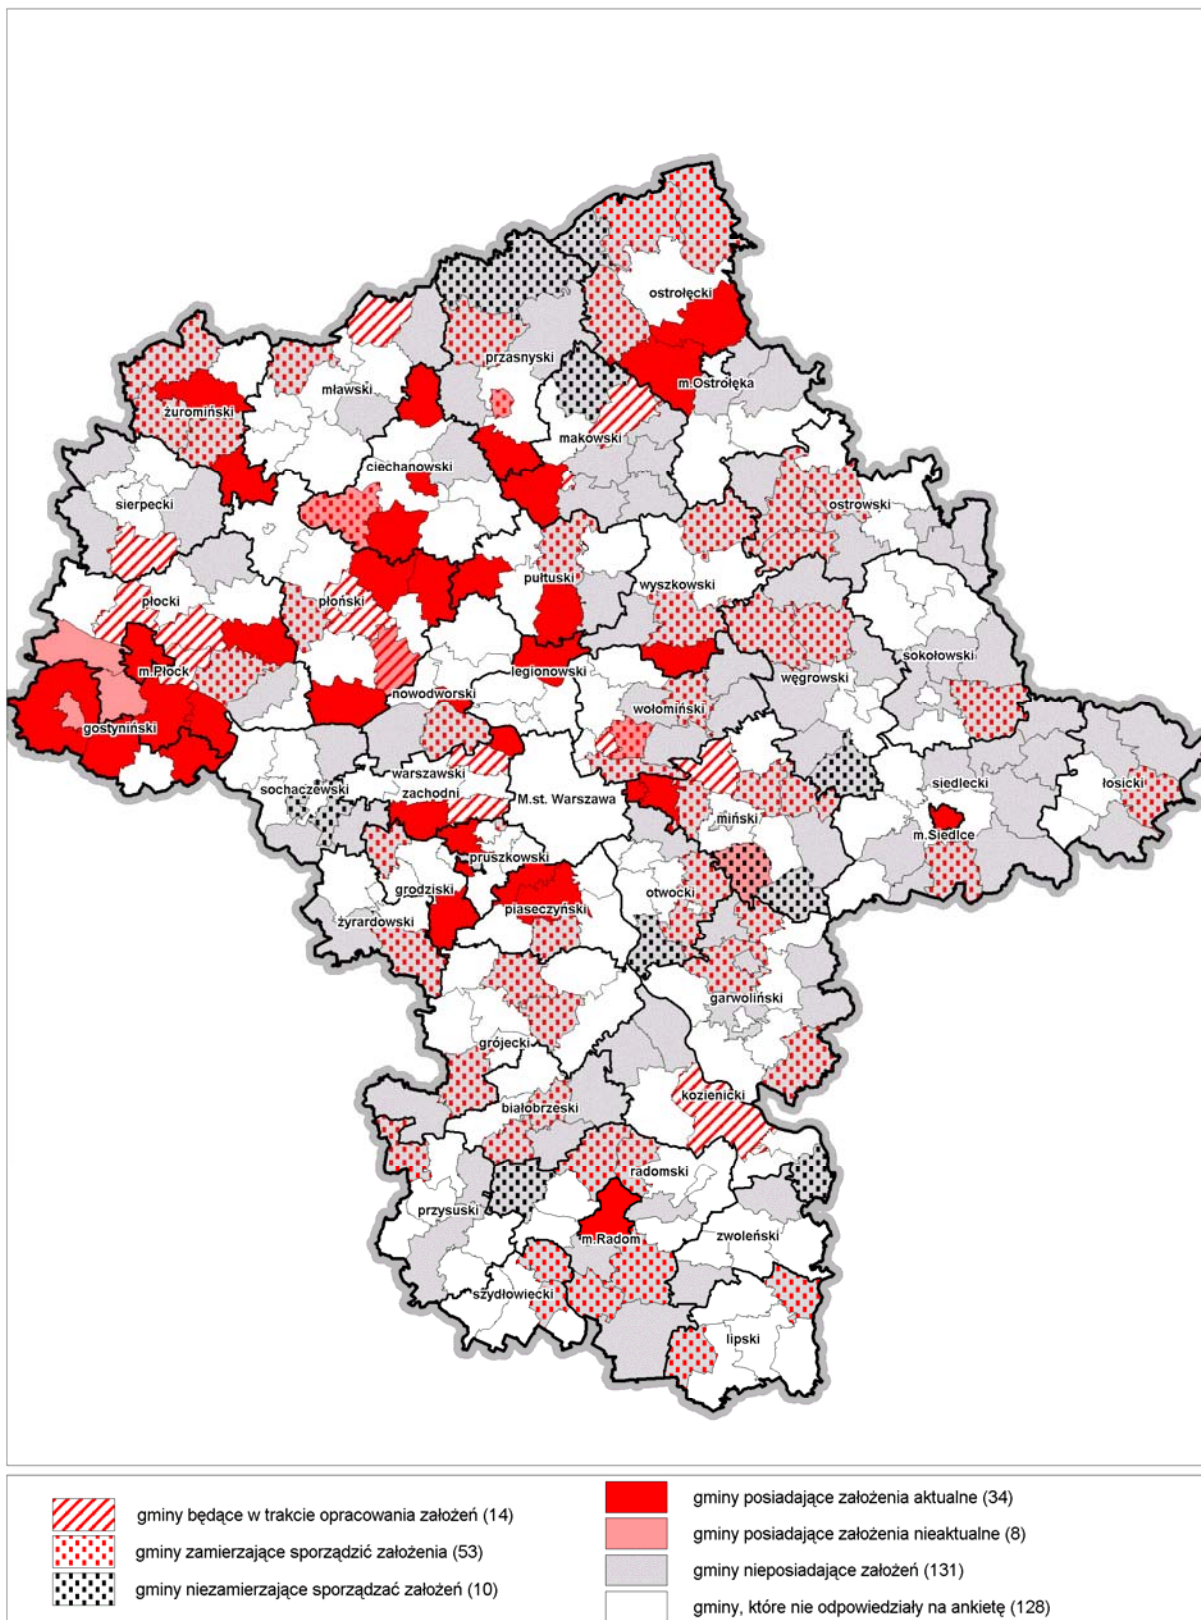 ostrołęcki
przasnyski
m.Ostrołęka
mławski
żuromiński
makowski
ciechanowski
sierpecki
ostrowski
pułtuski
wyszkowski
płocki
płoński
sokołowski
m.Płock
legionowski
węgrowski
nowodworski
wołomiński
gostyniński
warszawski
zachodni
sochaczewski
siedlecki
łosicki
M.st. Warszawa
miński
m.Siedlce
pruszkowski
grodziski
otwocki
piaseczyński
żyrardowski
garwoliński
grójecki
kozienicki
białobrzeski
radomski
przysuski
zwoleński
m.Radom
szydłowiecki
lipski
gminy będące w trakcie opracowania założeń (14)
gminy zamierzające sporządzić założenia (53)
gminy niezamierzające sporządzać założeń (10)
gminy posiadające założenia aktualne (34)
gminy posiadające założenia nieaktualne (8)
gminy nieposiadające założeń (131)
gminy, które nie odpowiedziały na ankietę (128)